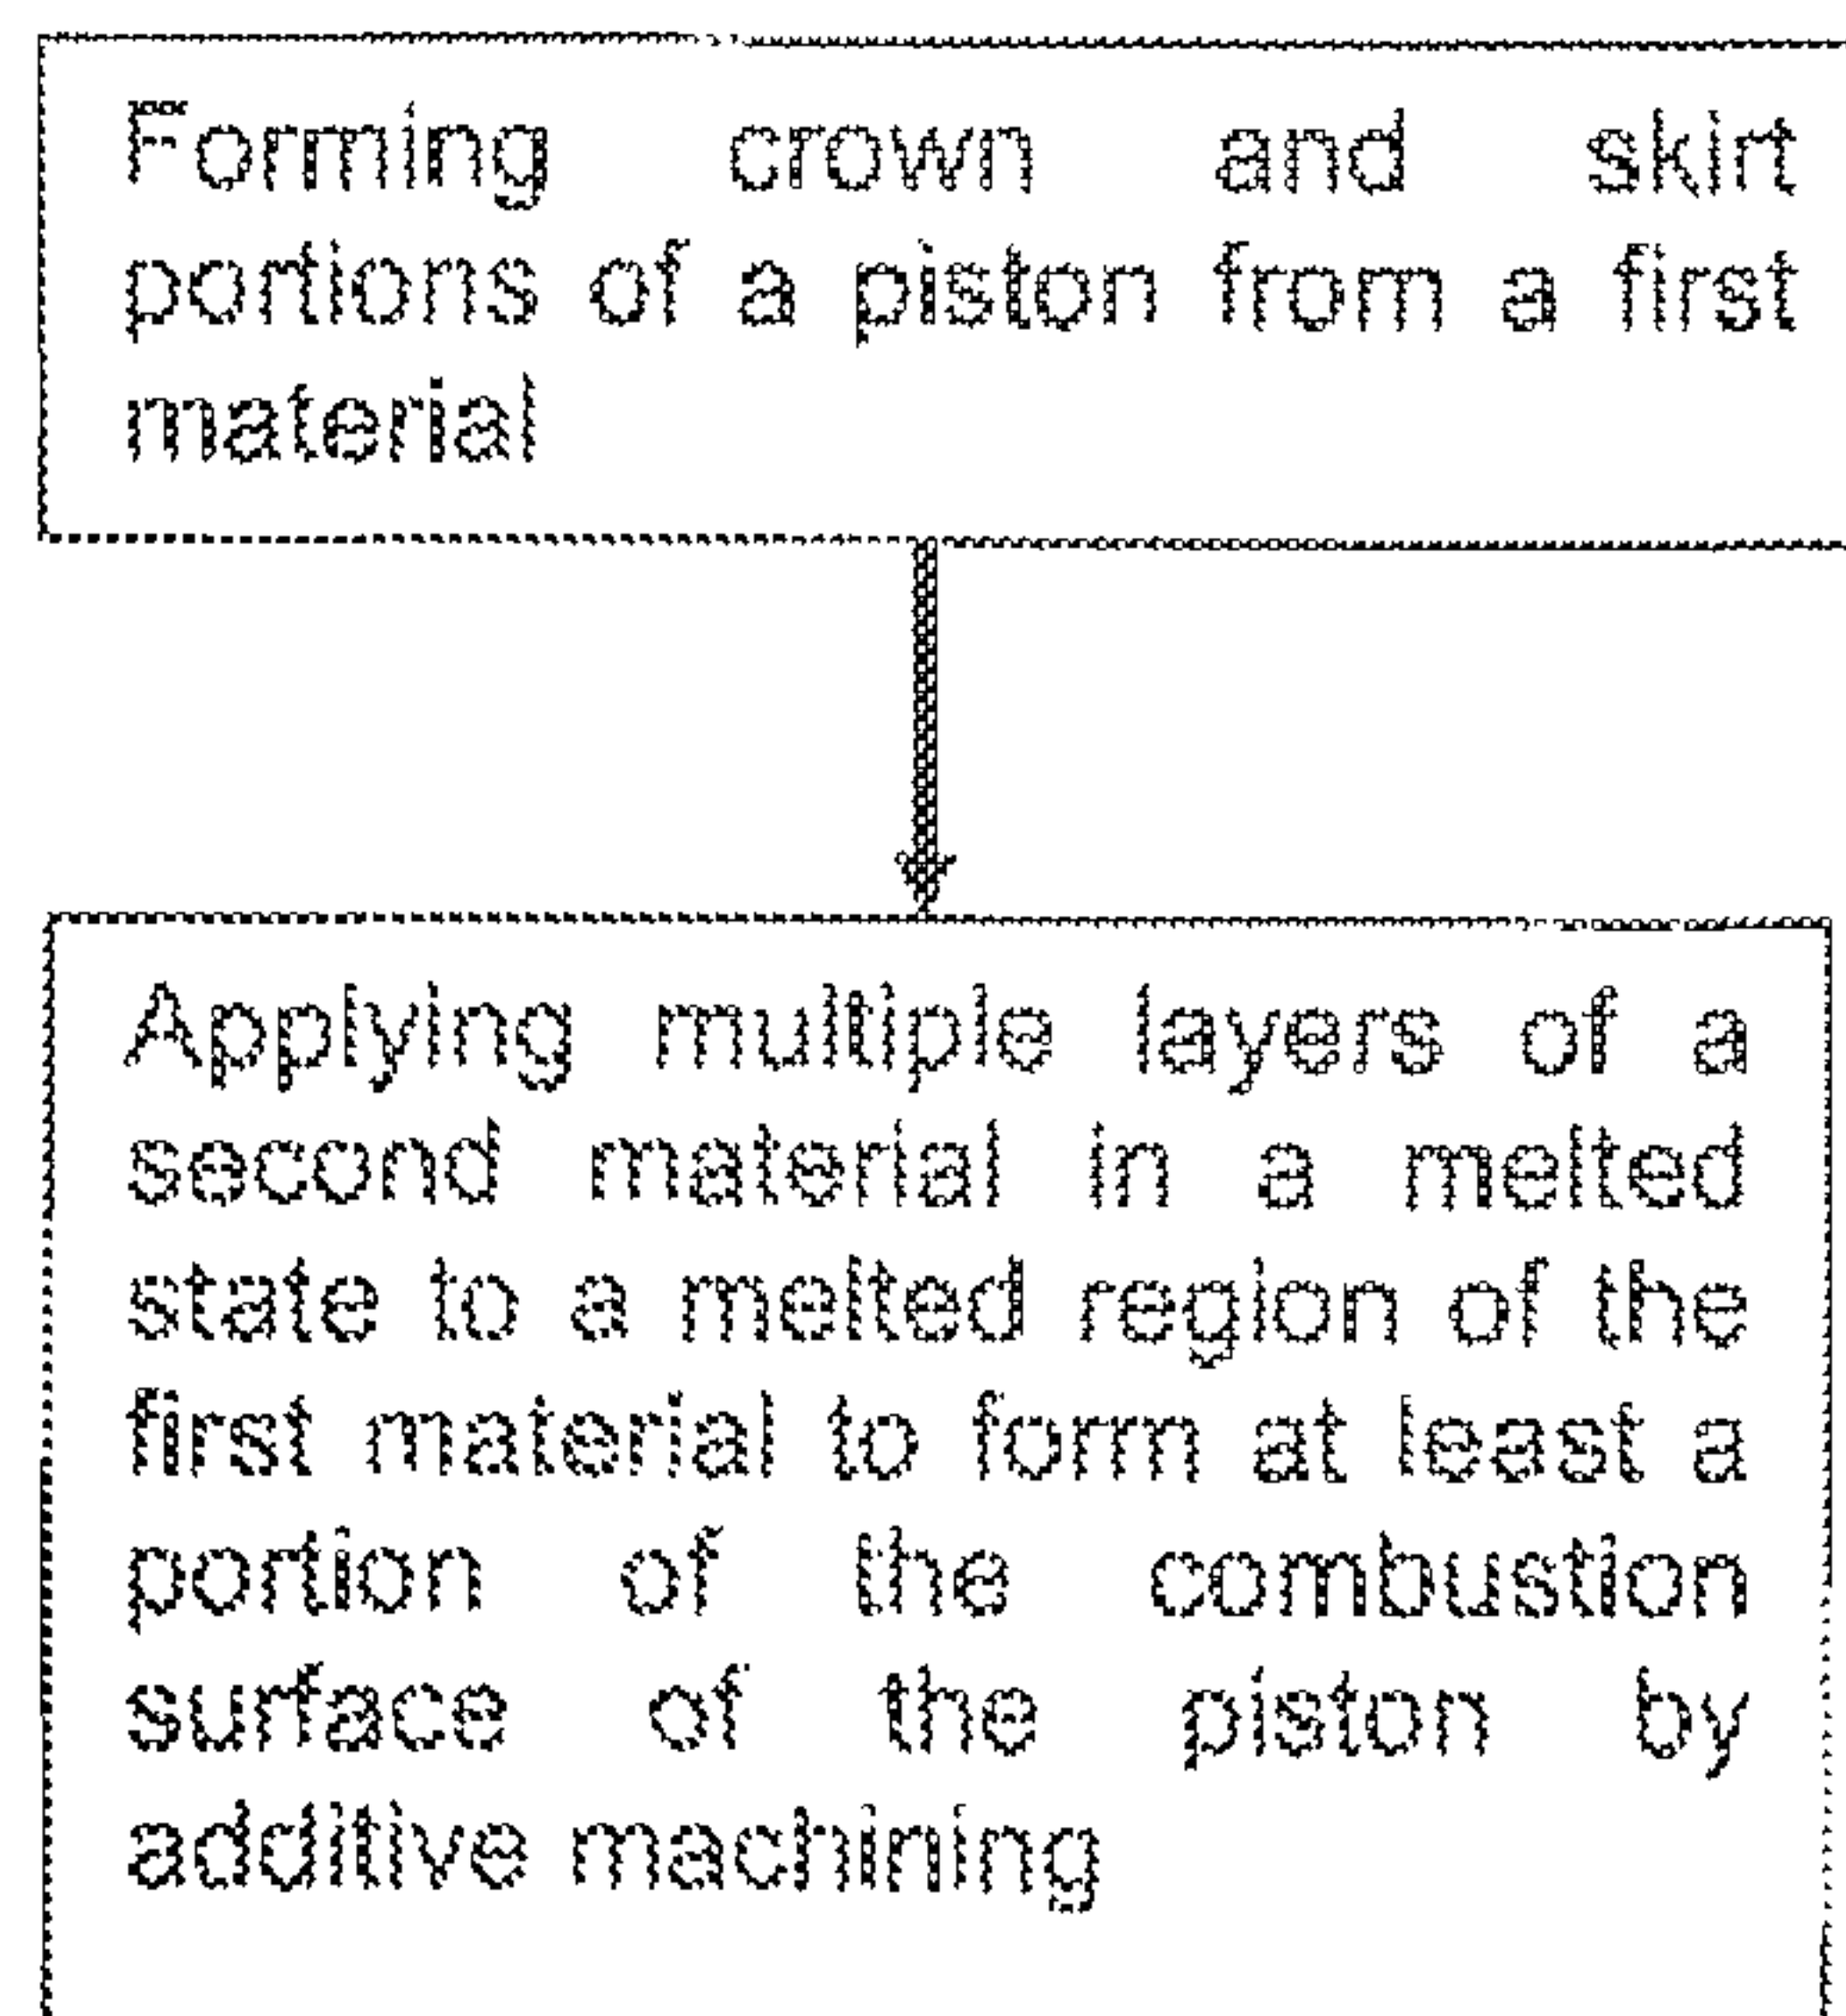 Forming crown and skirt
portions of a piston from a first
material
Applying multiple layers of a
second material in a melted
state to a melted region of the
first material to form at least a
portion of the combustion
surface of the piston by
additive machining